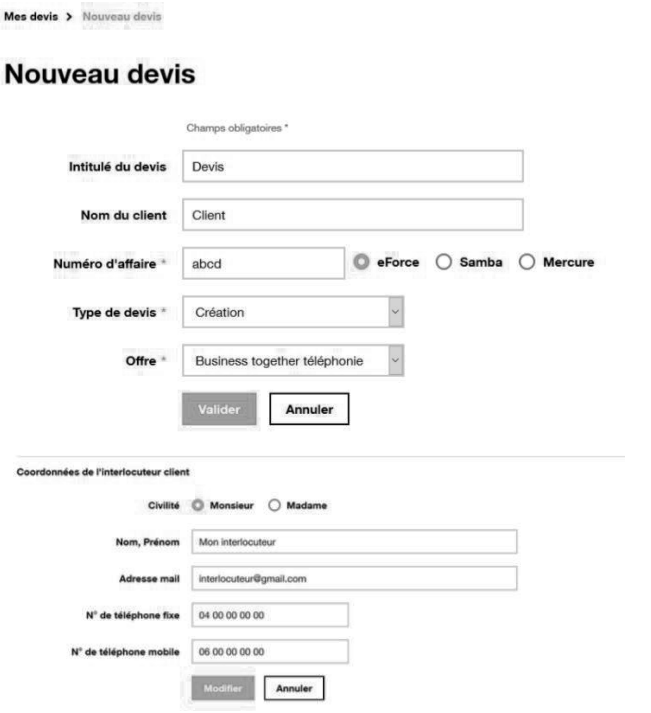 Mes devis > Nouveau devis
Nouveau devis
Champs obligatoires *
Intitulé du devis Devis
Nom du client Client
Numéro d'affaire * abcd eForce Samba Mercure
Type de devis * Création
Offre * Business together téléphonie
Valider Annuler
Coordonnées de l'interlocuteur client
Civilité Monsieur Madame
Nom, Prénom Mon interlocuteur
Adresse mail interlocuteur@gmail.com
N° de téléphone fixe 04 00 00 00 00
N° de téléphone mobile 06 00 00 00 00
Modifier Annuler